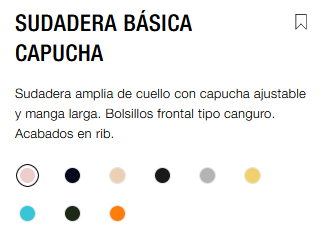 SUDADERA BÁSICA
CAPUCHA
Sudadera amplia de cuello con capucha ajustable
y manga larga. Bolsillos frontal tipo canguro.
Acabados en rib.